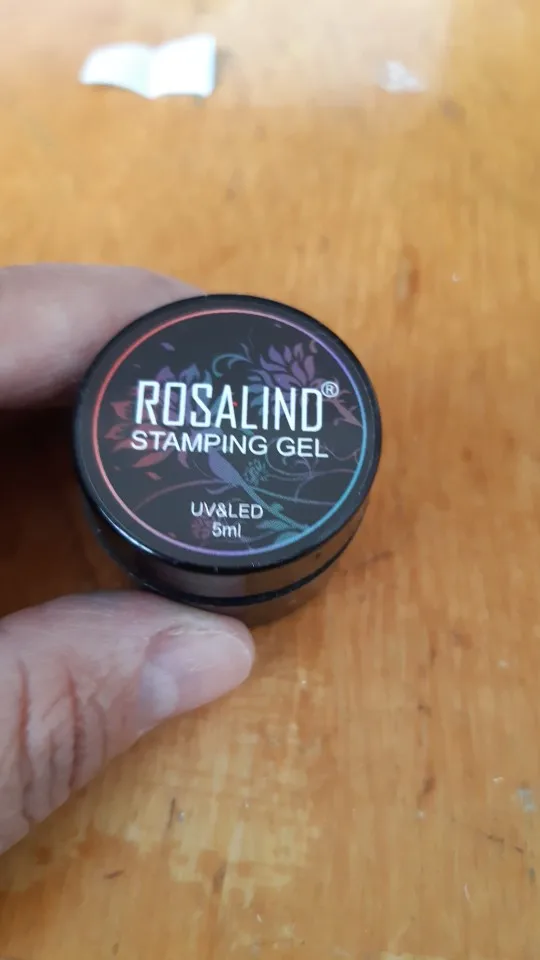 ROSALIND®
STAMPING GEL
UV&LED
5ml